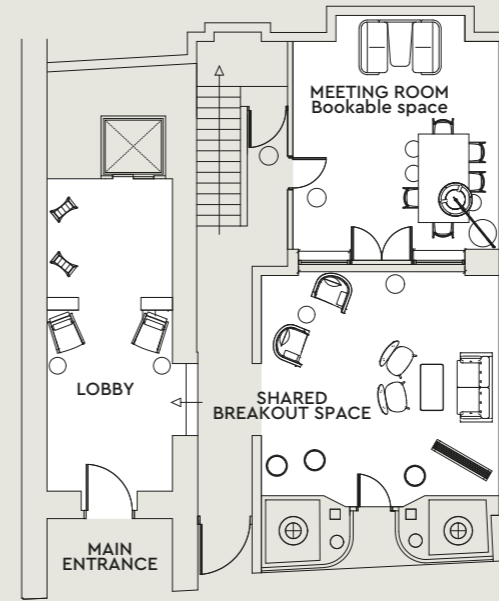 MEETING ROOM
Bookable space
LOBBY
SHARED
BREAKOUT SPACE
MAIN
ENTRANCE